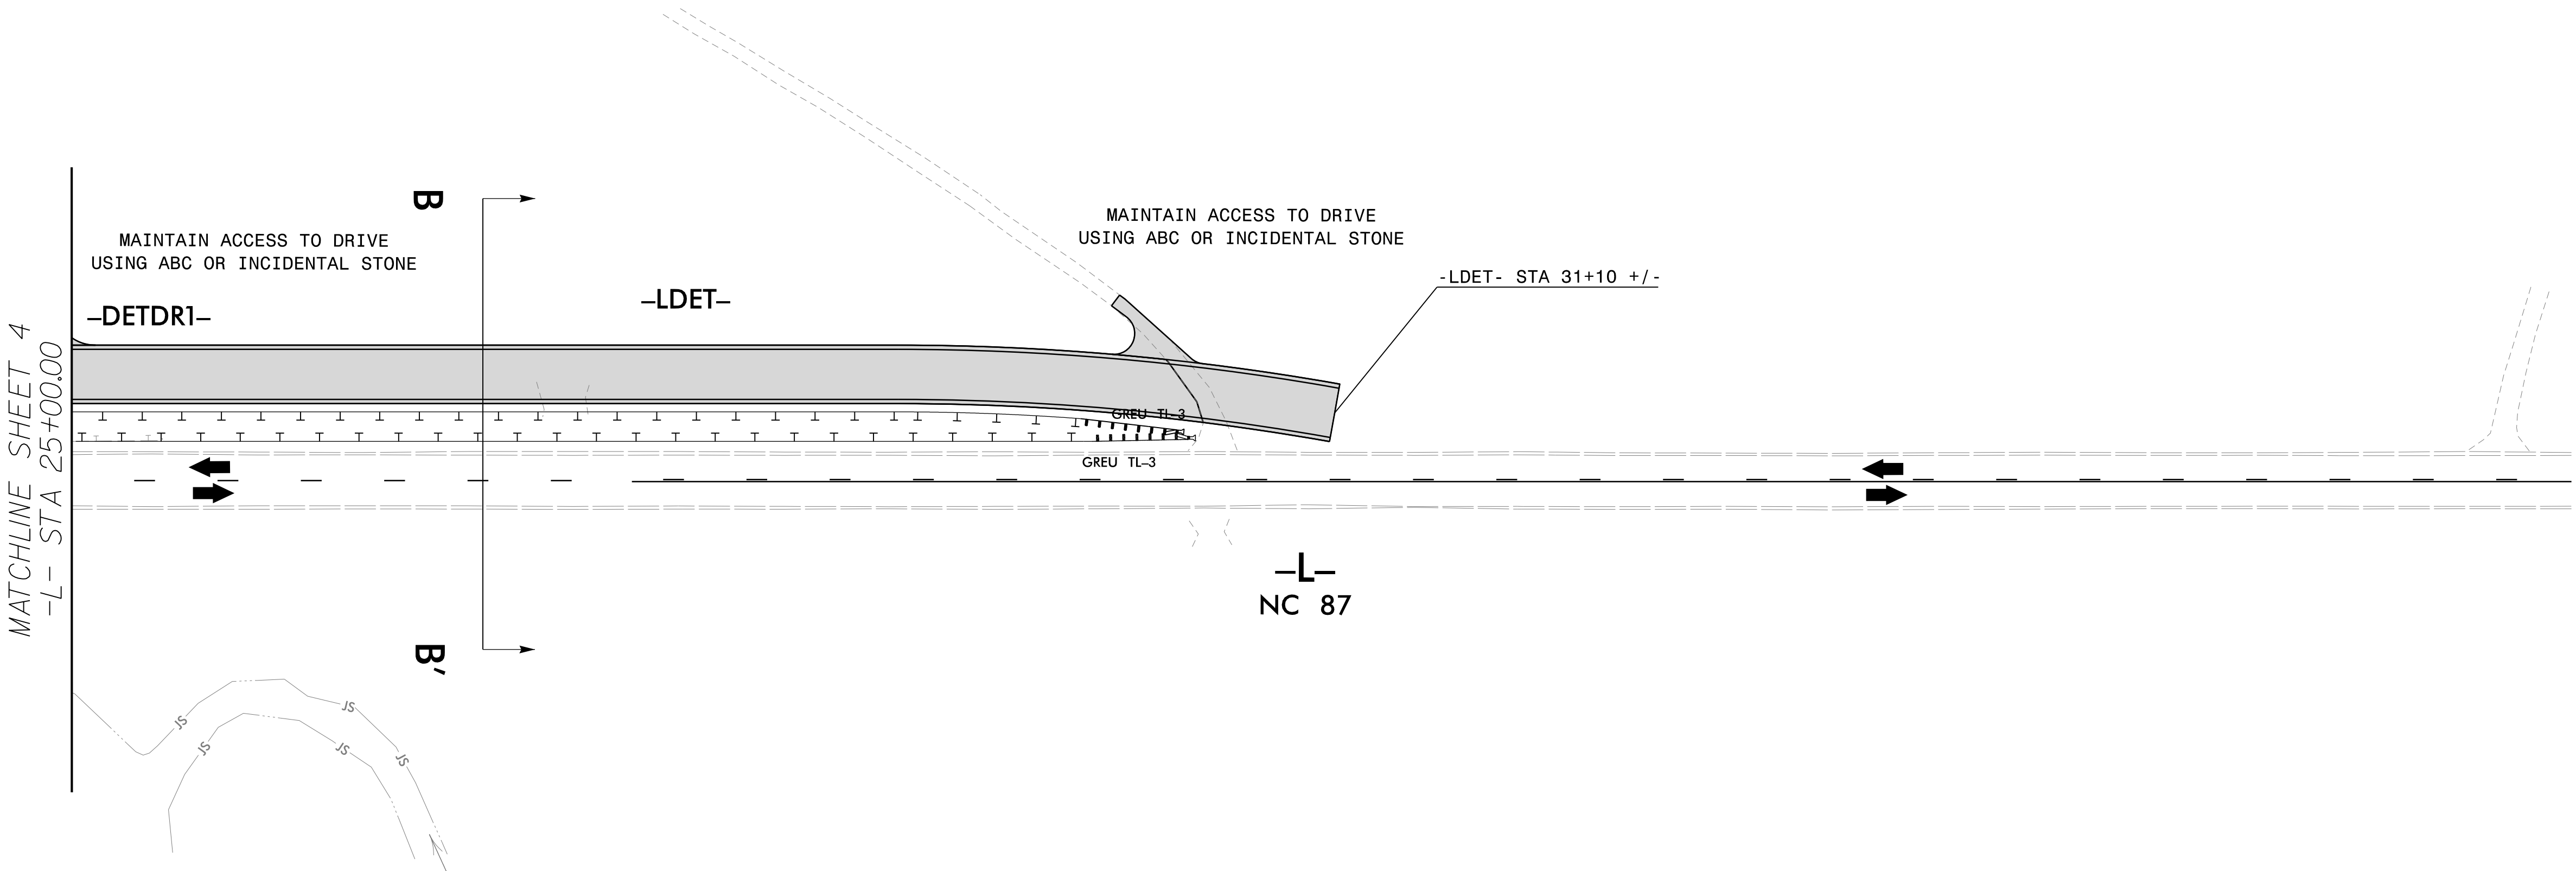 MATCHLINE SHEET 4
-L- STA 25+00.00
MAINTAIN ACCESS TO DRIVE
USING ABC OR INCIDENTAL STONE
–DETDR1–
B
–LDET–
MAINTAIN ACCESS TO DRIVE
USING ABC OR INCIDENTAL STONE
-LDET- STA 31+10 +/-
GREU TL–3
GREU TL–3
–L–
NC 87
B'
JS
JS
JS
JS
JS